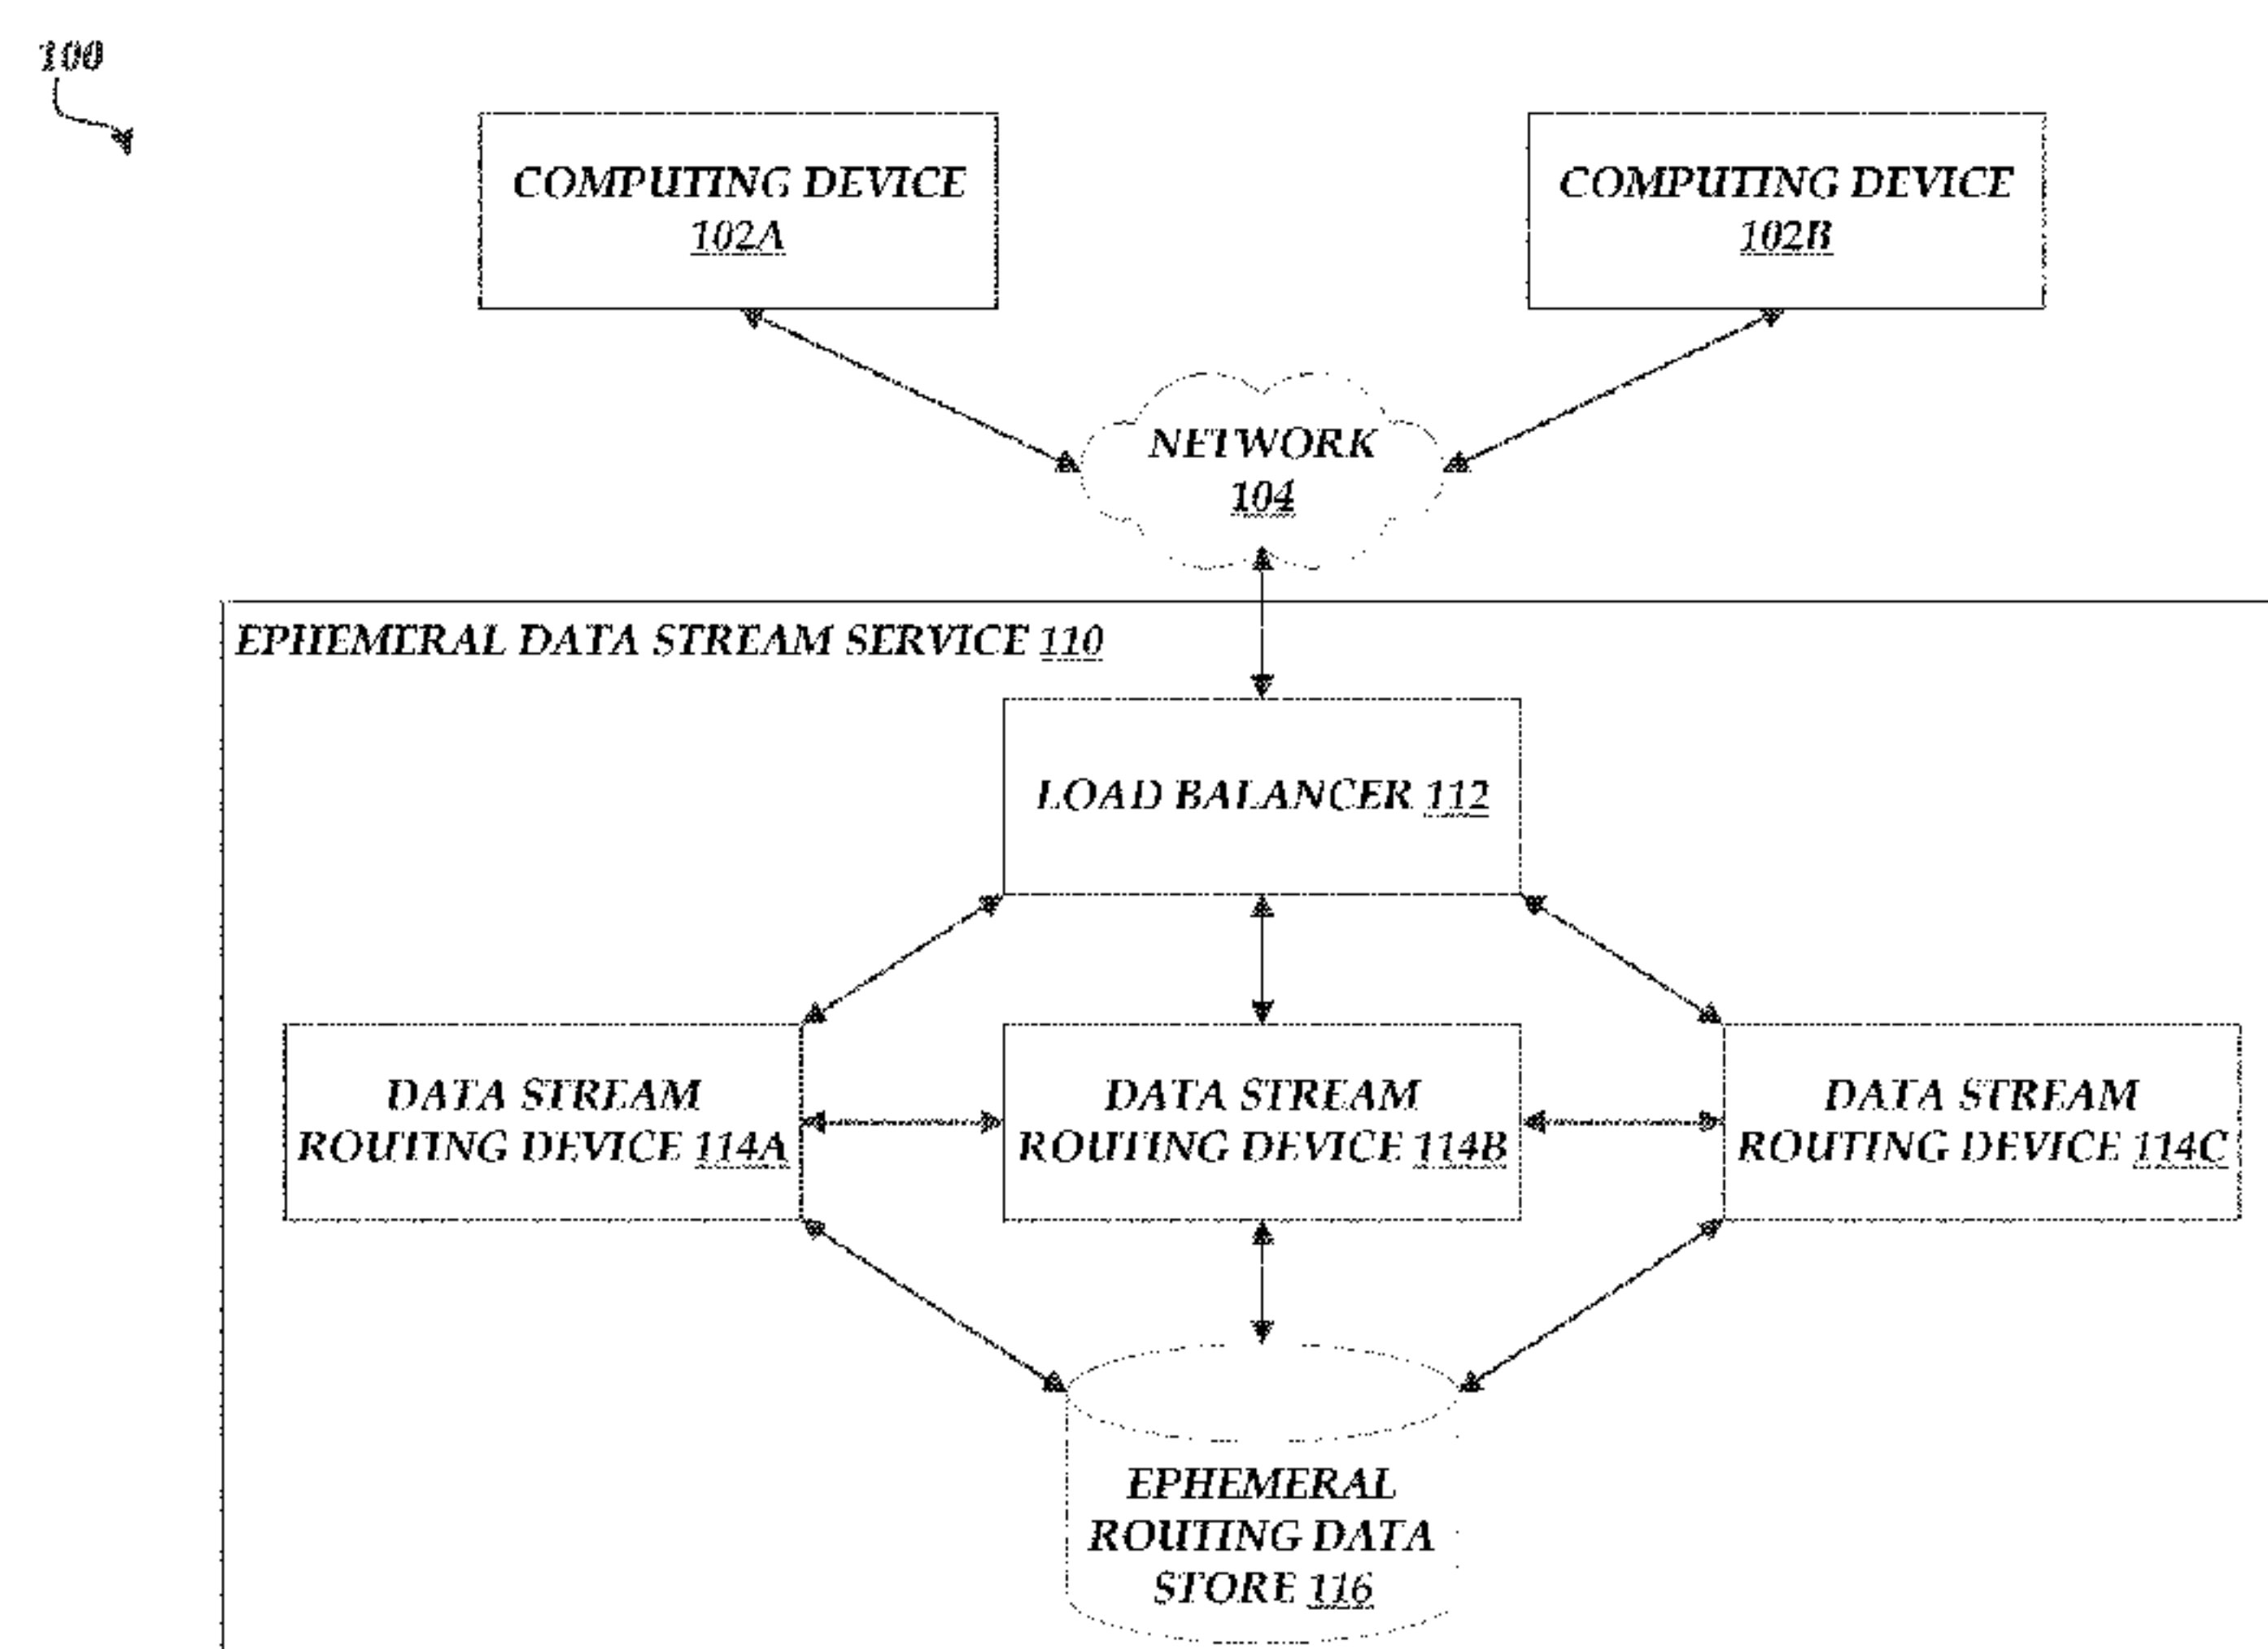 100
COMPUTING DEVICE
102A
COMPUTING DEVICE
102B
NETWORK
104
EPHEMERAL DATA STREAM SERVICE 110
LOAD BALANCER 112
DATA STREAM
ROUTING DEVICE 114A
DATA STREAM
ROUTING DEVICE 114B
DATA STREAM
ROUTING DEVICE 114C
EPHEMERAL
ROUTING DATA
STORE 116